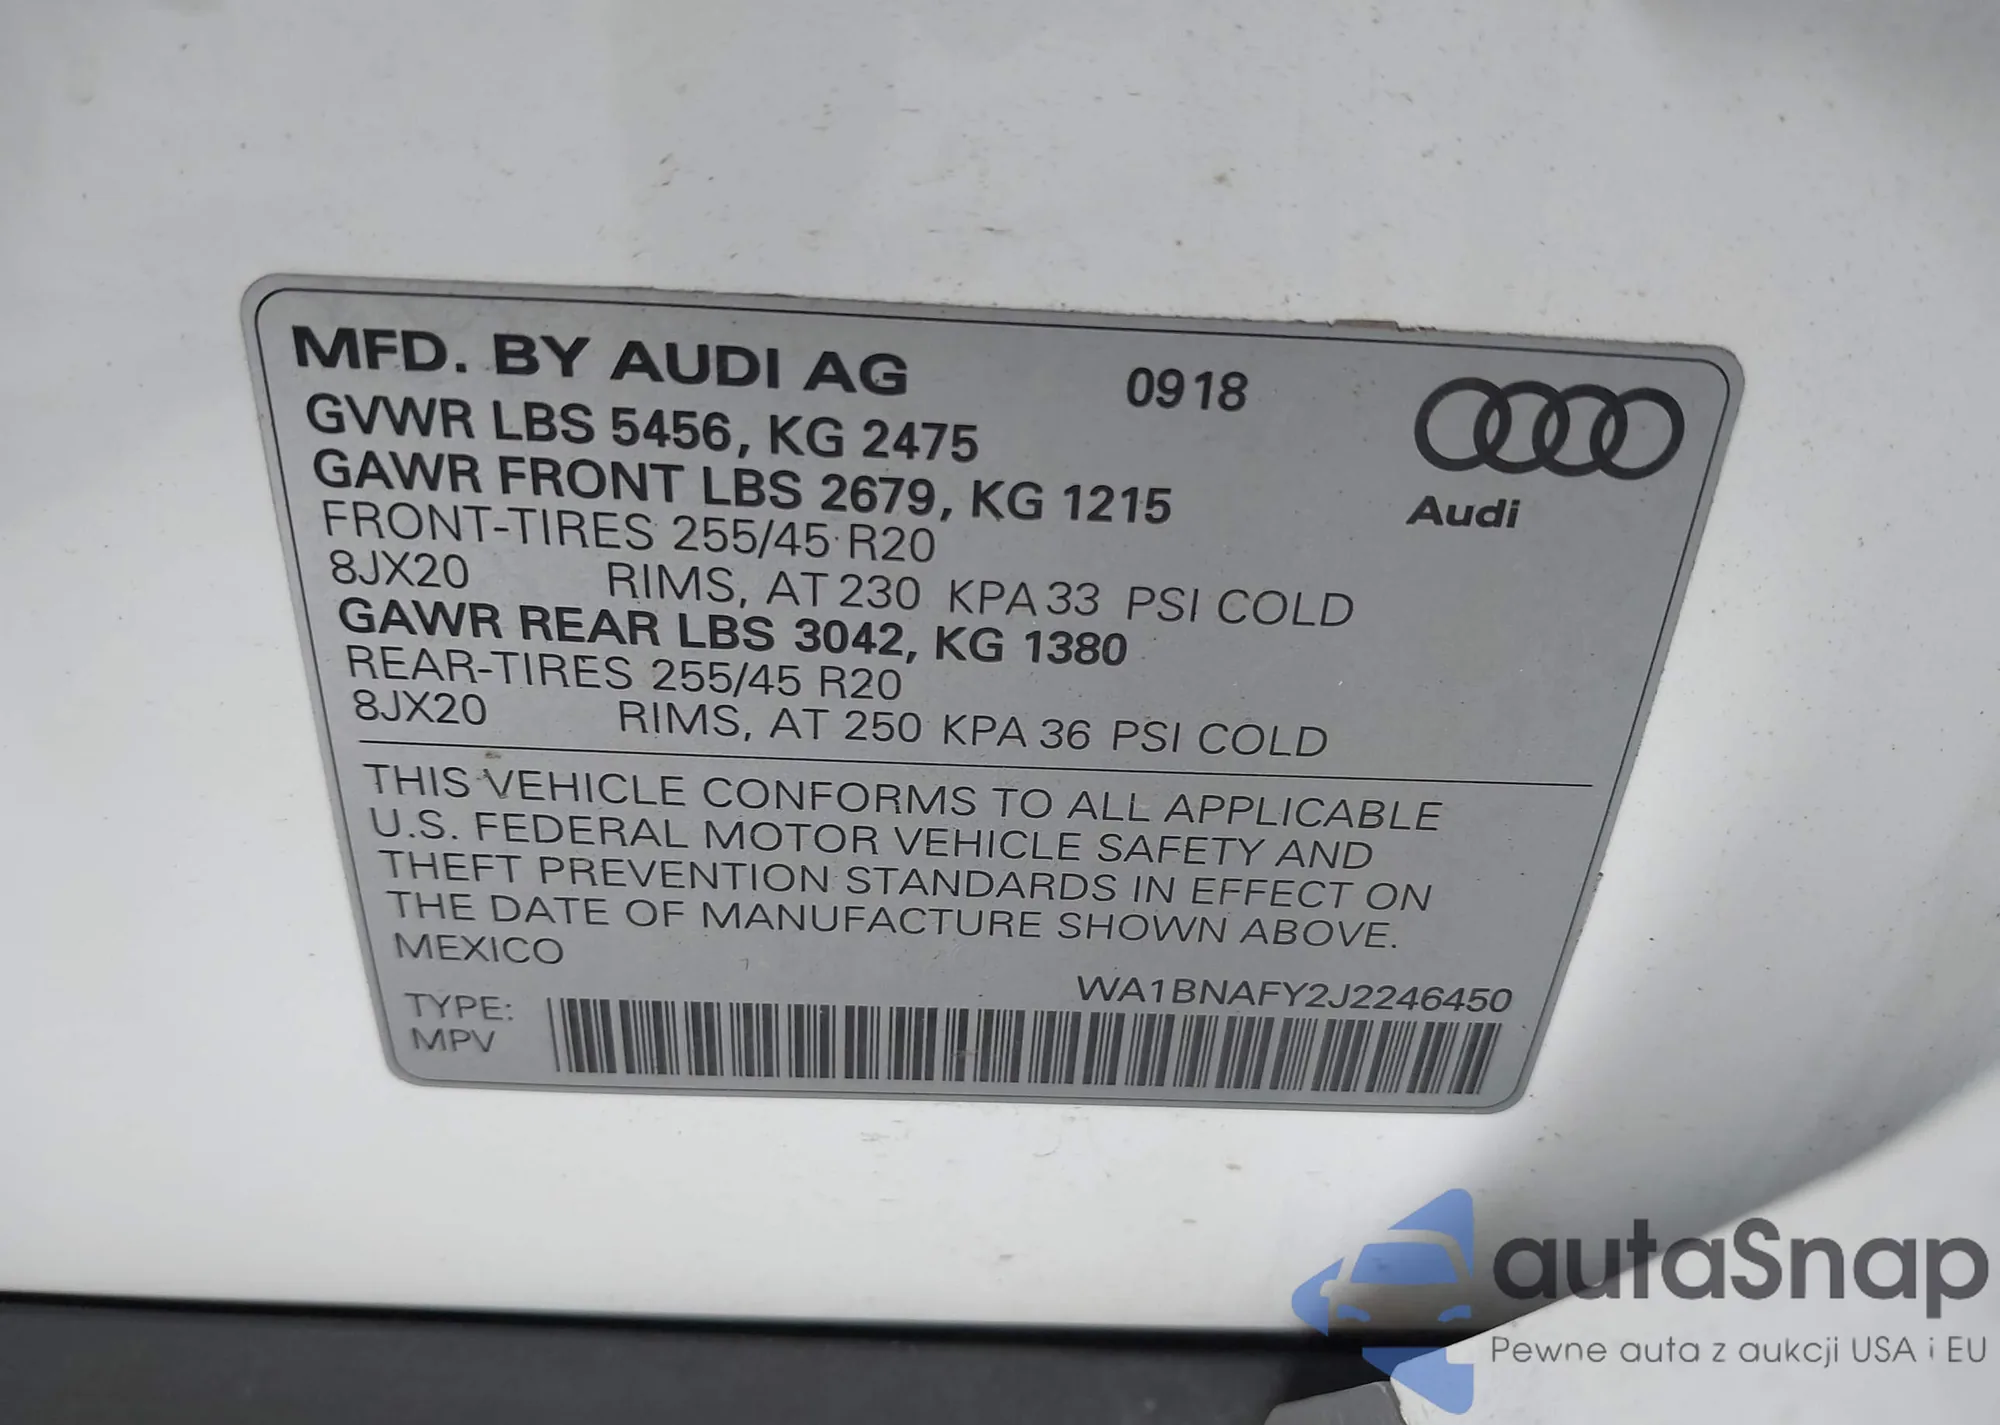 MFD. BY AUDI AG 0918
GVWR LBS 5456, KG 2475
GAWR FRONT LBS 2679, KG 1215
Audi
FRONT-TIRES 255/45 R20
8JX20 RIMS, AT 230 KPA 33 PSI COLD
GAWR REAR LBS 3042, KG 1380
REAR-TIRES 255/45 R20
8JX20 RIMS, AT 250 KPA 36 PSI COLD
THIS VEHICLE CONFORMS TO ALL APPLICABLE
U.S. FEDERAL MOTOR VEHICLE SAFETY AND
THEFT PREVENTION STANDARDS IN EFFECT ON
THE DATE OF MANUFACTURE SHOWN ABOVE.
MEXICO
WA1BNAFY2J2246450
TYPE:
MPV
autaSnap
Pewne auta z aukcji USA i EU